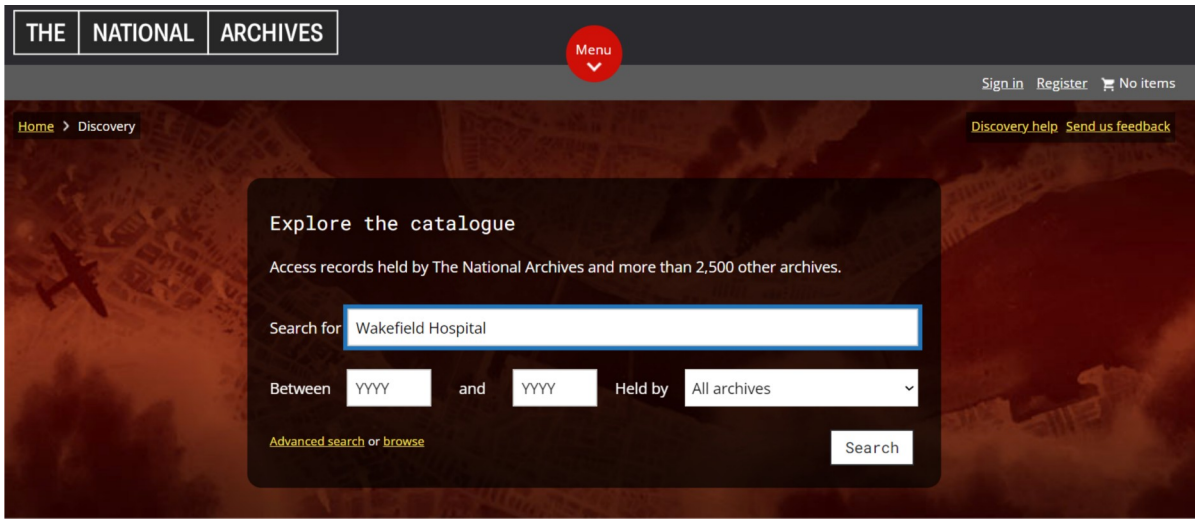 THE NATIONAL ARCHIVES
Menu
Sign in Register No items
Home > Discovery
Discovery help Send us feedback
Explore the catalogue
Access records held by The National Archives and more than 2,500 other archives.
Search for Wakefield Hospital
Between YYYY and YYYY Held by All archives
Advanced search or browse
Search